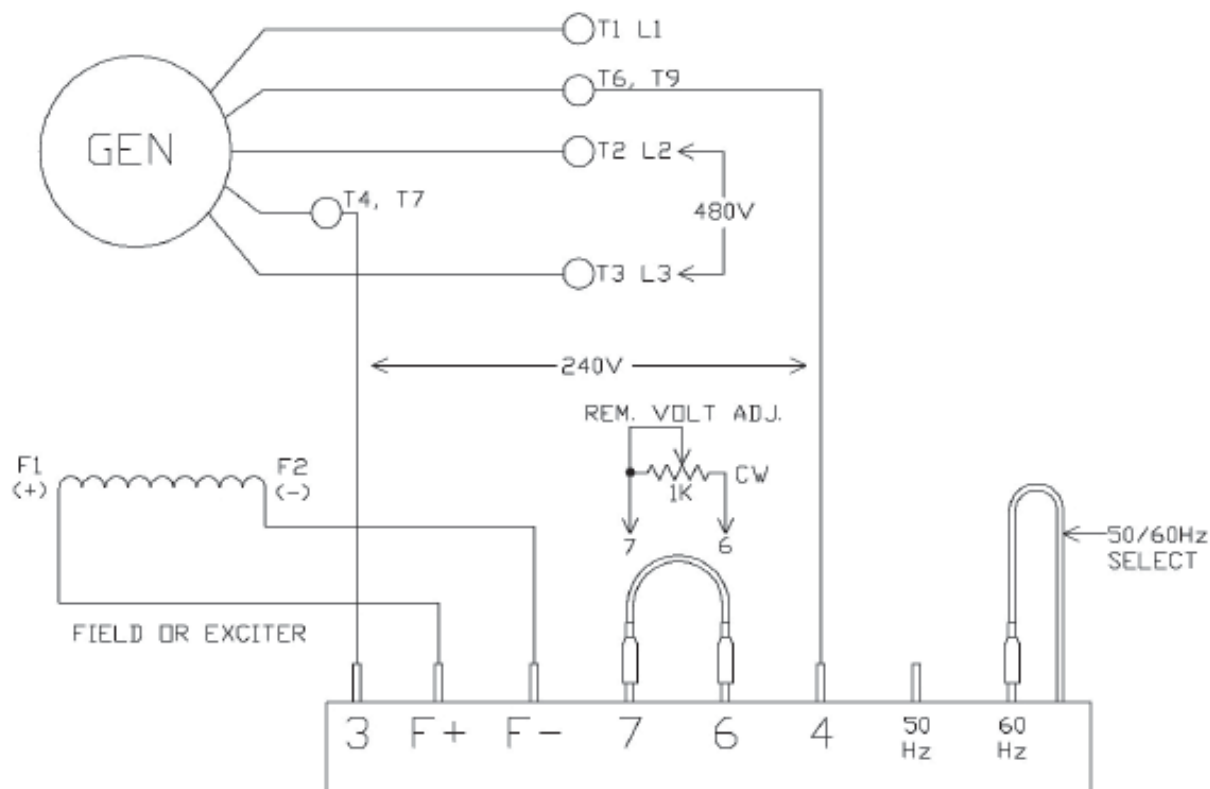 T1 L1
T6, T9
GEN
T2 L2
T4, T7
480V
T3 L3
240V
REM. VOLT ADJ.
F1
(+)
F2
(-)
CW
1K
7
6
50/60Hz
SELECT
FIELD OR EXCITER
3
F+
F-
7
6
4
50
Hz
60
Hz